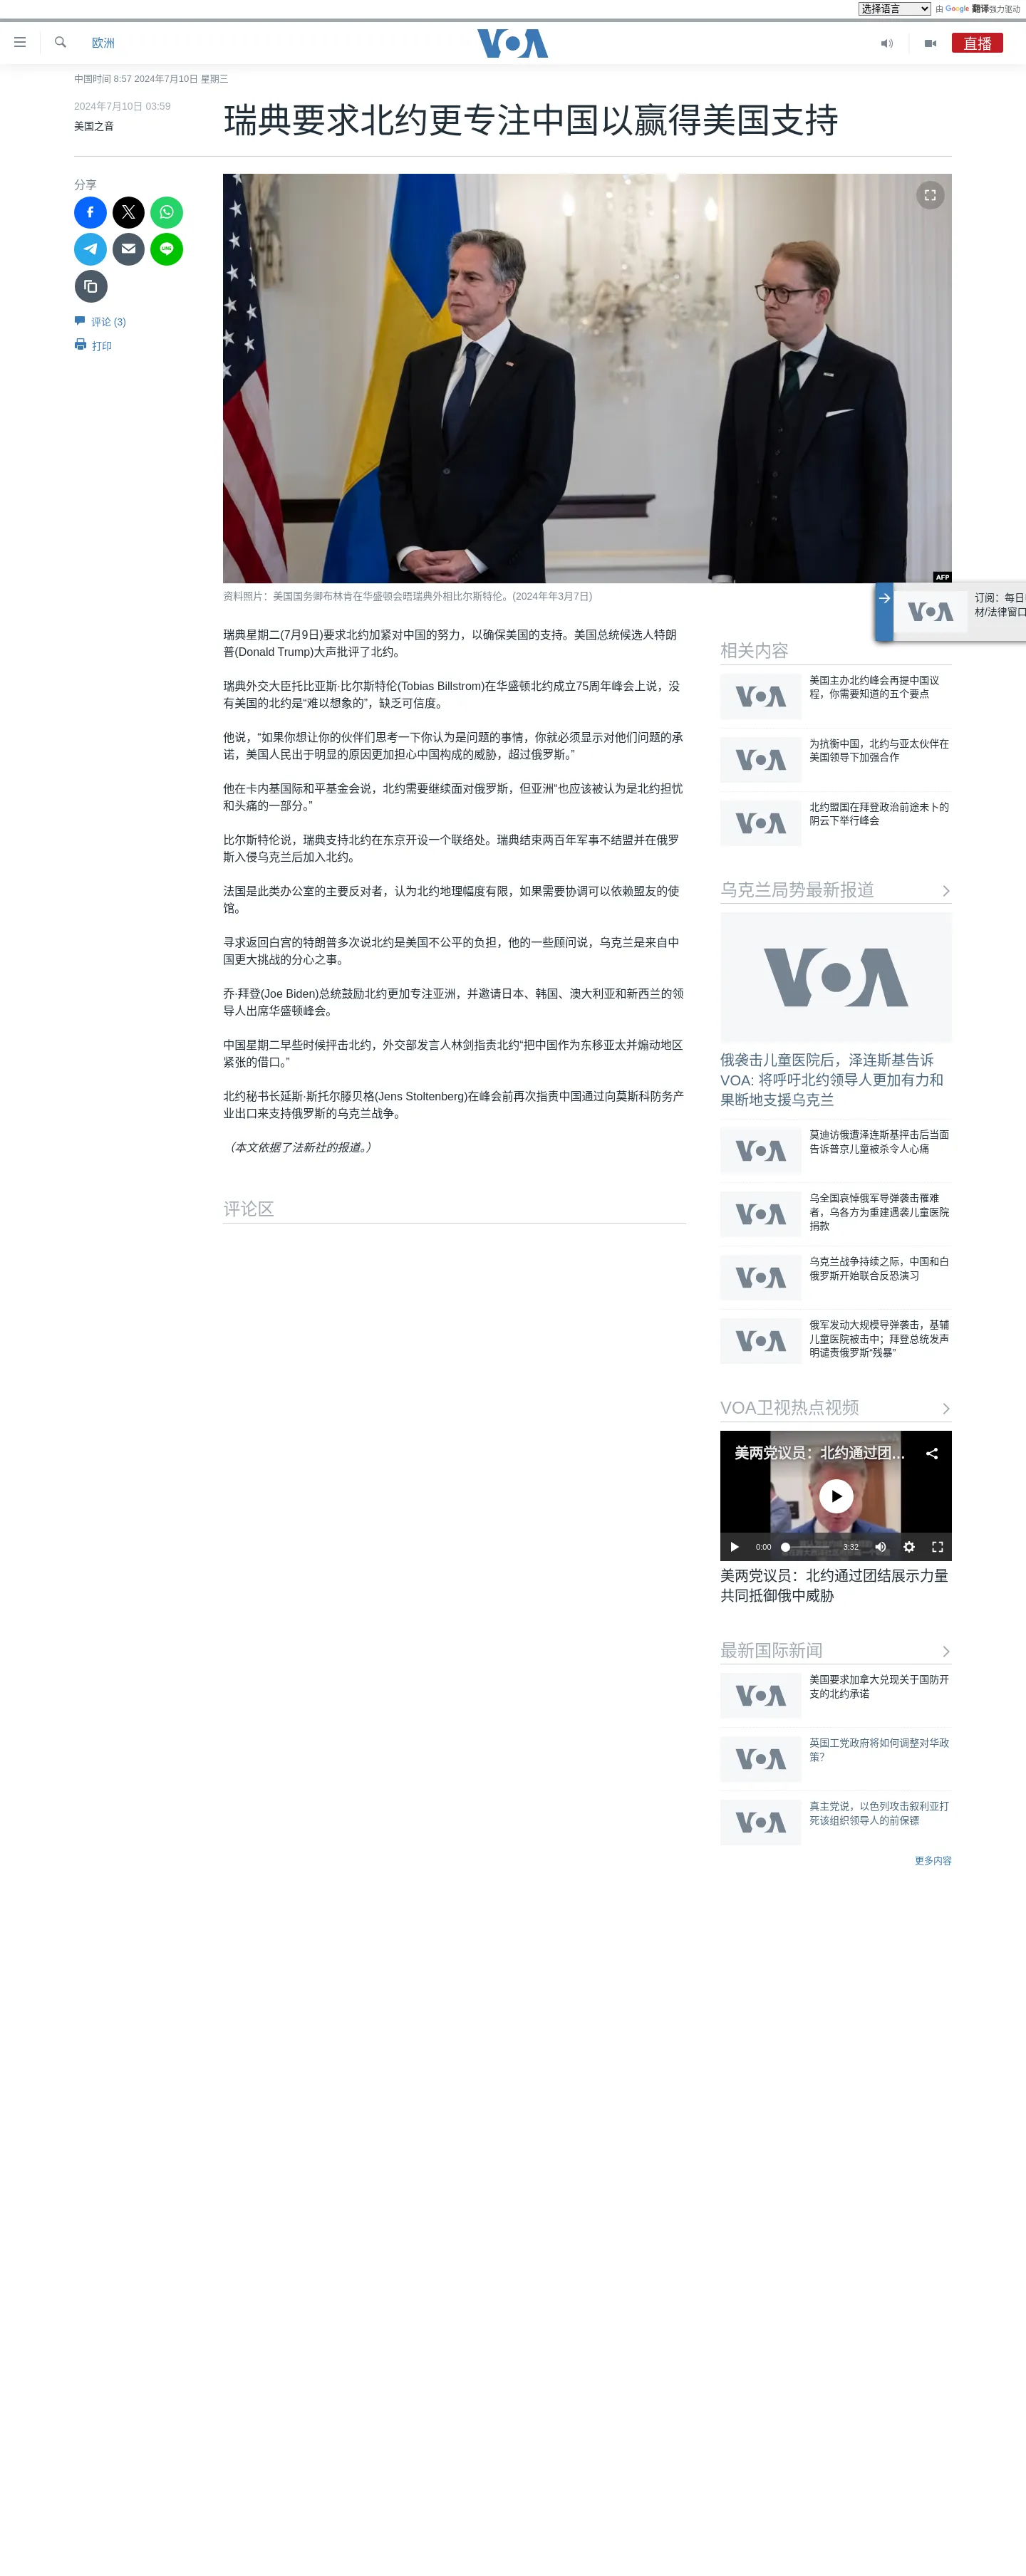 选择语言 由 Google 翻译强力驱动
欧洲
VOA
直播
中国时间 8:57 2024年7月10日 星期三
2024年7月10日 03:59
美国之音
瑞典要求北约更专注中国以赢得美国支持
分享
LINE
评论 (3)
打印
AFP
资料照片：美国国务卿布林肯在华盛顿会晤瑞典外相比尔斯特伦。(2024年年3月7日)
瑞典星期二(7月9日)要求北约加紧对中国的努力，以确保美国的支持。美国总统候选人特朗
普(Donald Trump)大声批评了北约。
瑞典外交大臣托比亚斯·比尔斯特伦(Tobias Billstrom)在华盛顿北约成立75周年峰会上说，没
有美国的北约是“难以想象的”，缺乏可信度。
他说，“如果你想让你的伙伴们思考一下你认为是问题的事情，你就必须显示对他们问题的承
诺，美国人民出于明显的原因更加担心中国构成的威胁，超过俄罗斯。”
他在卡内基国际和平基金会说，北约需要继续面对俄罗斯，但亚洲“也应该被认为是北约担忧
和头痛的一部分。”
比尔斯特伦说，瑞典支持北约在东京开设一个联络处。瑞典结束两百年军事不结盟并在俄罗
斯入侵乌克兰后加入北约。
法国是此类办公室的主要反对者，认为北约地理幅度有限，如果需要协调可以依赖盟友的使
馆。
寻求返回白宫的特朗普多次说北约是美国不公平的负担，他的一些顾问说，乌克兰是来自中
国更大挑战的分心之事。
乔·拜登(Joe Biden)总统鼓励北约更加专注亚洲，并邀请日本、韩国、澳大利亚和新西兰的领
导人出席华盛顿峰会。
中国星期二早些时候抨击北约，外交部发言人林剑指责北约“把中国作为东移亚太并煽动地区
紧张的借口。”
北约秘书长延斯·斯托尔滕贝格(Jens Stoltenberg)在峰会前再次指责中国通过向莫斯科防务产
业出口来支持俄罗斯的乌克兰战争。
（本文依据了法新社的报道。）
评论区
VOA
订阅：每日
材/法律窗口
相关内容
VOA
美国主办北约峰会再提中国议
程，你需要知道的五个要点
VOA
为抗衡中国，北约与亚太伙伴在
美国领导下加强合作
VOA
北约盟国在拜登政治前途未卜的
阴云下举行峰会
乌克兰局势最新报道
VOA
俄袭击儿童医院后，泽连斯基告诉
VOA: 将呼吁北约领导人更加有力和
果断地支援乌克兰
VOA
莫迪访俄遭泽连斯基抨击后当面
告诉普京儿童被杀令人心痛
VOA
乌全国哀悼俄军导弹袭击罹难
者，乌各方为重建遇袭儿童医院
捐款
VOA
乌克兰战争持续之际，中国和白
俄罗斯开始联合反恐演习
VOA
俄军发动大规模导弹袭击，基辅
儿童医院被击中；拜登总统发声
明谴责俄罗斯“残暴”
VOA卫视热点视频
美两党议员：北约通过团...
0:00
3:32
美两党议员：北约通过团结展示力量
共同抵御俄中威胁
最新国际新闻
VOA
美国要求加拿大兑现关于国防开
支的北约承诺
VOA
英国工党政府将如何调整对华政
策？
VOA
真主党说，以色列攻击叙利亚打
死该组织领导人的前保镖
更多内容